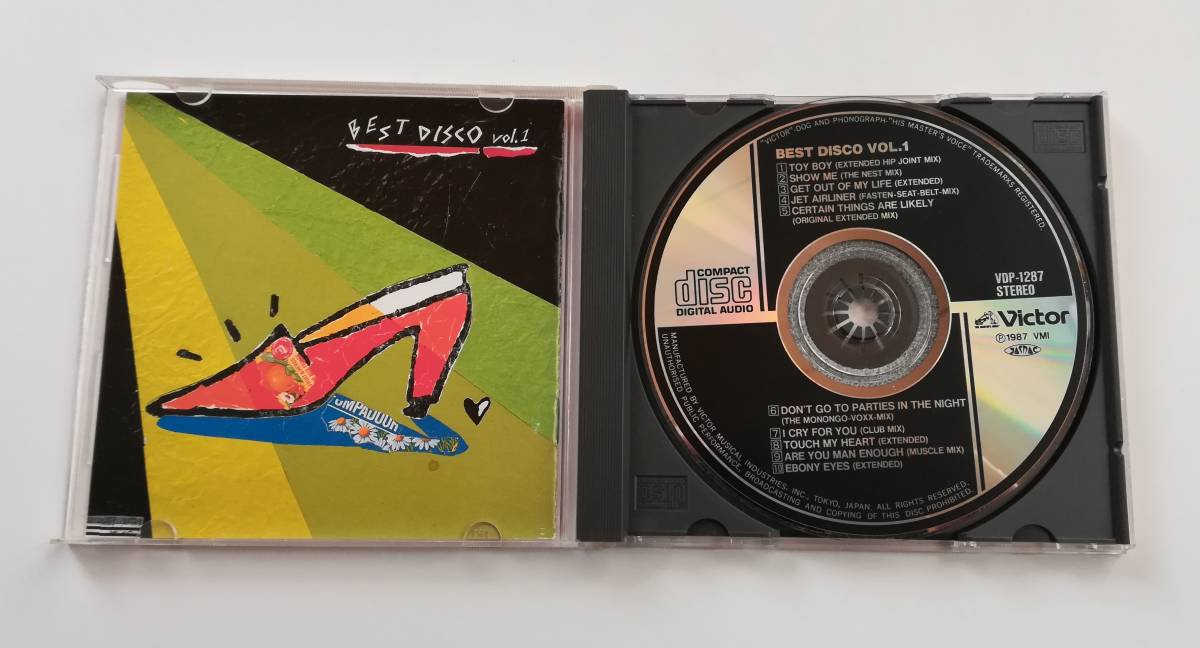 BEST DISCO vol.1
OMPADOUR
"VICTOR"-DOG AND PHONOGRAPH-"HIS MASTER'S VOICE" TRADEMARKS REGISTERED.
BEST DISCO VOL.1
1 TOY BOY (EXTENDED HIP JOINT MIX)
2 SHOW ME (THE NEST MIX)
3 GET OUT OF MY LIFE (EXTENDED)
4 JET AIRLINER (FASTEN-SEAT-BELT-MIX)
5 CERTAIN THINGS ARE LIKELY
(ORIGINAL EXTENDED MIX)
COMPACT
disc
DIGITAL AUDIO
VDP-1287
STEREO
Victor
Ⓟ1987 VMI
6 DON'T GO TO PARTIES IN THE NIGHT
(THE MONONGO-VOXX-MIX)
7 I CRY FOR YOU (CLUB MIX)
8 TOUCH MY HEART (EXTENDED)
9 ARE YOU MAN ENOUGH (MUSCLE MIX)
10 EBONY EYES (EXTENDED)
MANUFACTURED BY VICTOR MUSICAL INDUSTRIES, INC., TOKYO, JAPAN, ALL RIGHTS RESERVED.
UNAUTHORISED PUBLIC PERFORMANCE, BROADCASTING AND COPYING OF THIS DISC PROHIBITED.